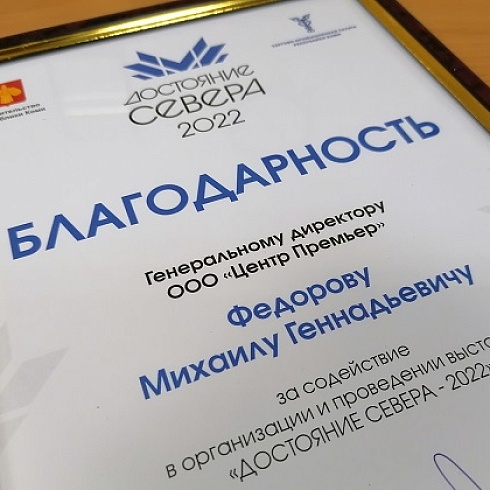 ДОСТОЯНИЕ
СЕВЕРА
2022
БЛАГОДАРНОСТЬ
Генеральному директору
ООО «Центр Премьер»
Федорову
Михаилу Геннадьевичу
за содействие
в организации и проведении выста
«ДОСТОЯНИЕ СЕВЕРА - 2022»